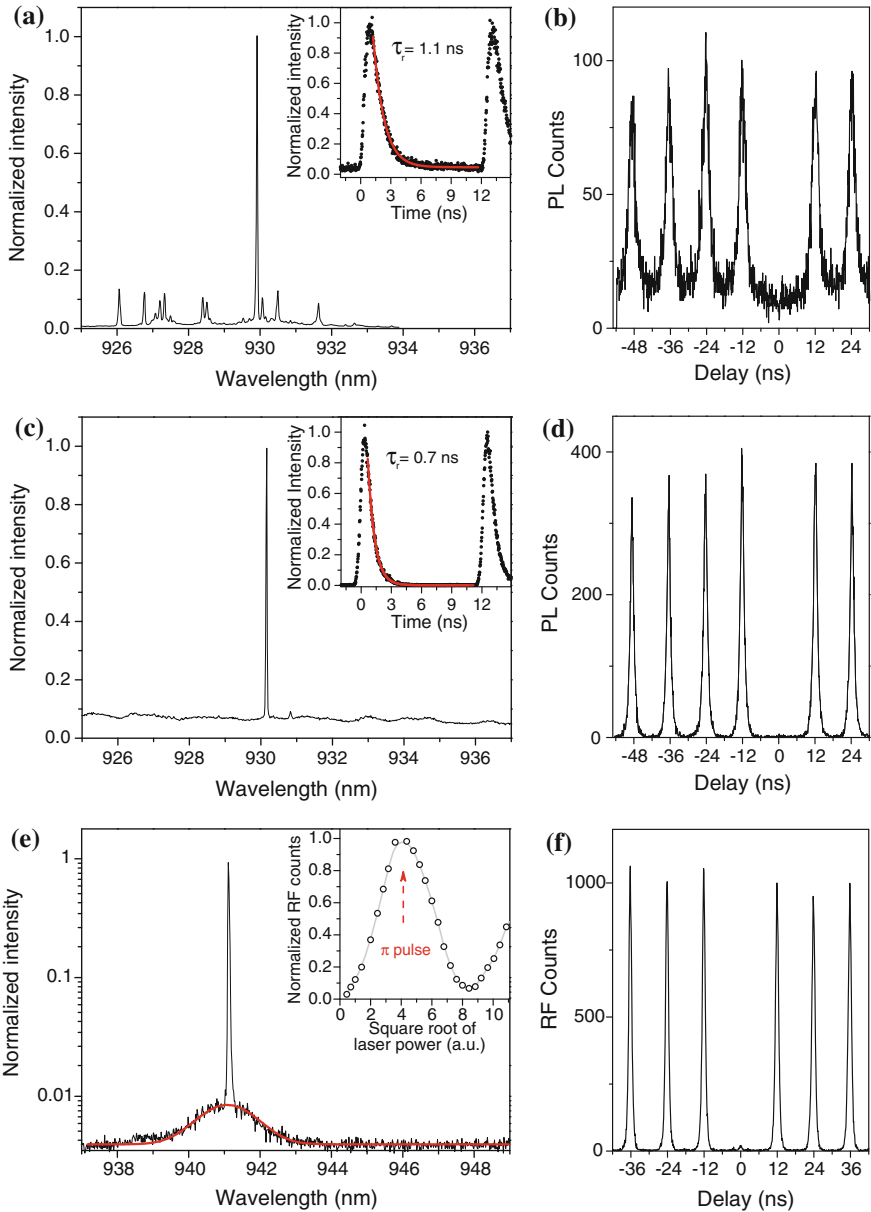 (a)
Normalized intensity
1.0
0.8
0.6
0.4
0.2
0.0
926 928 930 932 934 936
Wavelength (nm)
Normalized intensity
1.0
0.8
0.6
0.4
0.2
0.0
τr= 1.1 ns
0 3 6 9 12
Time (ns)
(b)
PL Counts
100
50
0
-48 -36 -24 -12 0 12 24
Delay (ns)
(c)
Normalized intensity
1.0
0.8
0.6
0.4
0.2
0.0
926 928 930 932 934 936
Wavelength (nm)
Normalized Intensity
1.0
0.8
0.6
0.4
0.2
0.0
τr= 0.7 ns
0 3 6 9 12
Time (ns)
(d)
PL Counts
400
200
0
-48 -36 -24 -12 0 12 24
Delay (ns)
(e)
Normalized intensity
1
0.1
0.01
938 940 942 944 946 948
Wavelength (nm)
Normalized RF counts
1.0
0.8
0.6
0.4
0.2
0.0
π pulse
0 2 4 6 8 10
Square root of
laser power (a.u.)
(f)
RF Counts
1000
500
0
-36 -24 -12 0 12 24 36
Delay (ns)